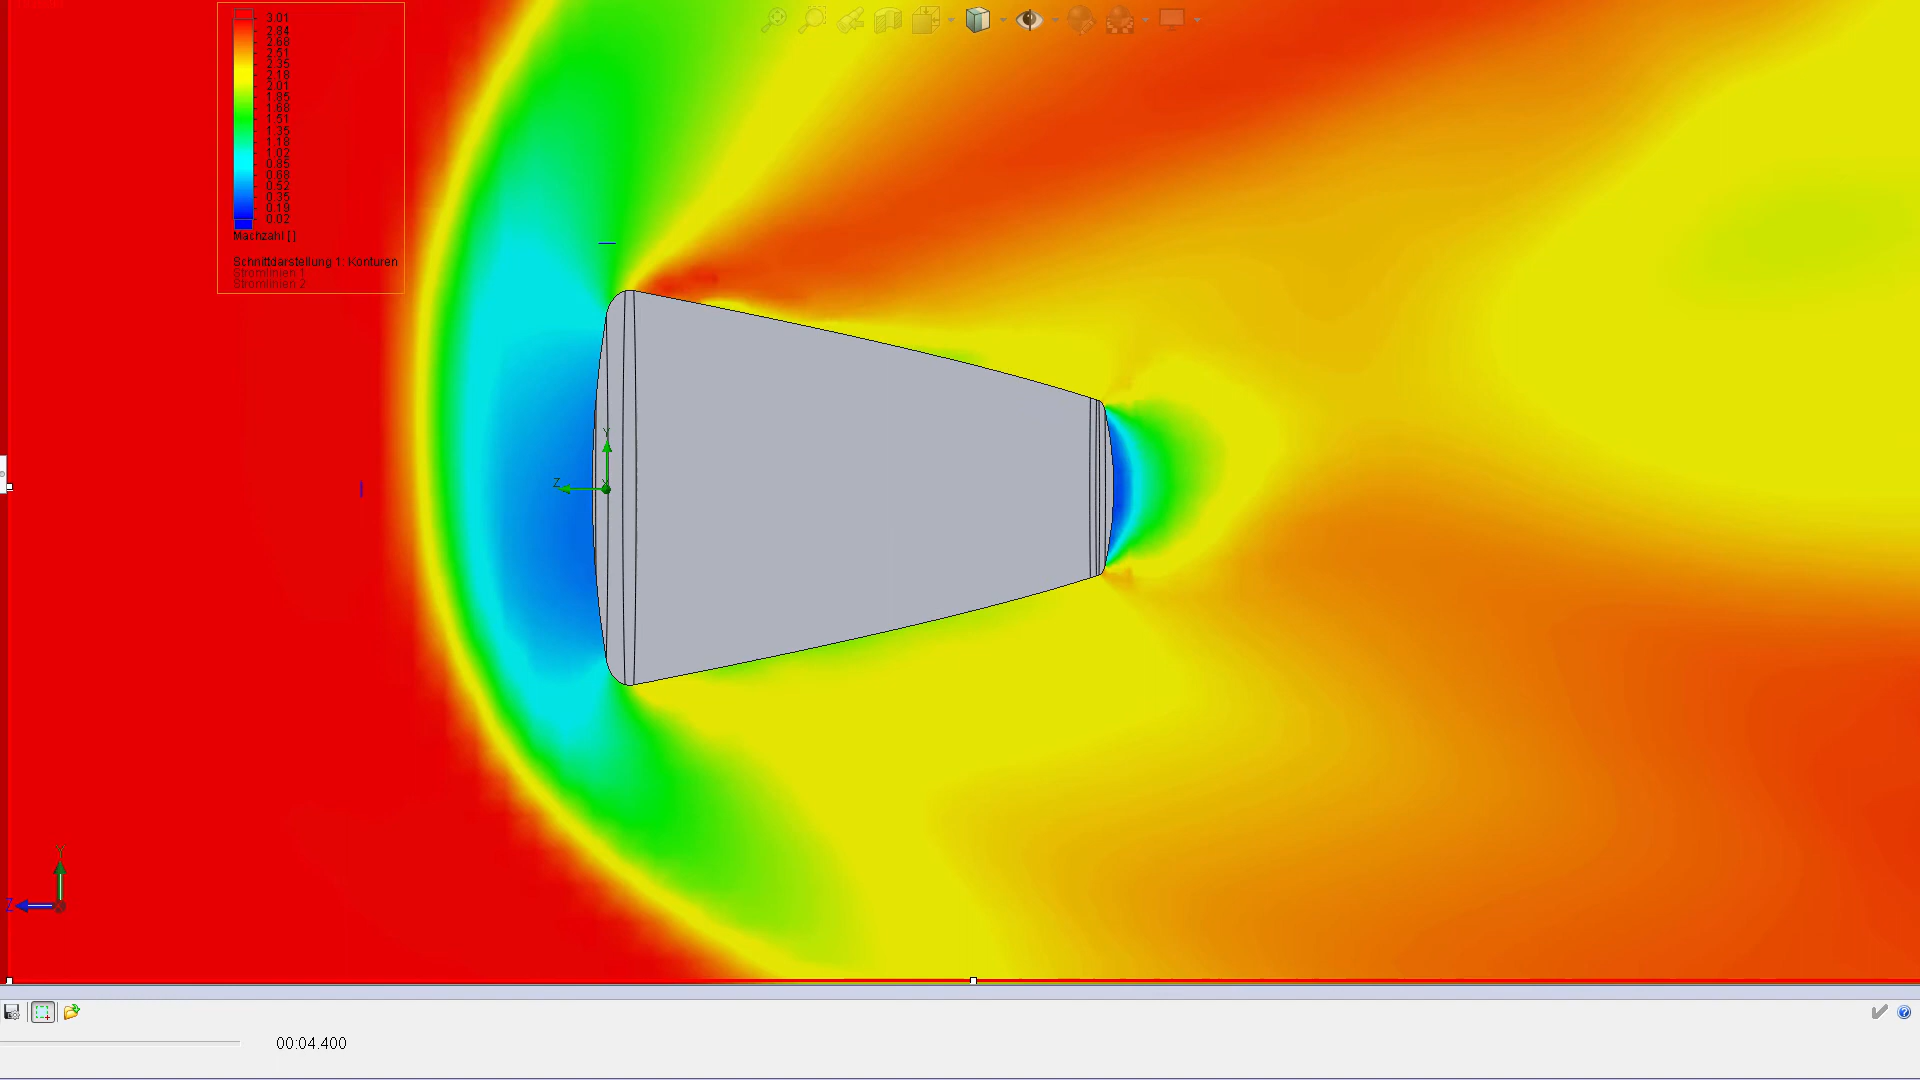 3.01
2.84
2.68
2.51
2.35
2.18
2.01
1.85
1.68
1.51
1.35
1.18
1.02
0.85
0.68
0.52
0.35
0.19
0.02
Machzahl [ ]
Schnittdarstellung 1: Konturen
Stromlinien 1
Stromlinien 2
Y
Z
Y
Z
00:04.400